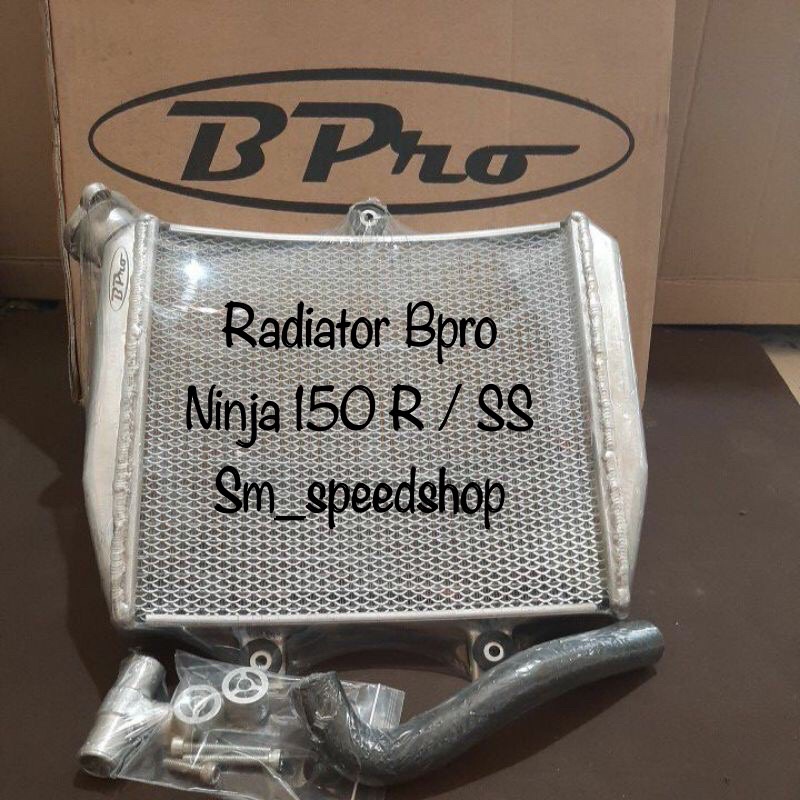 BPro
BPro
Radiator Bpro
Ninja 150 R / SS
Sm_speedshop